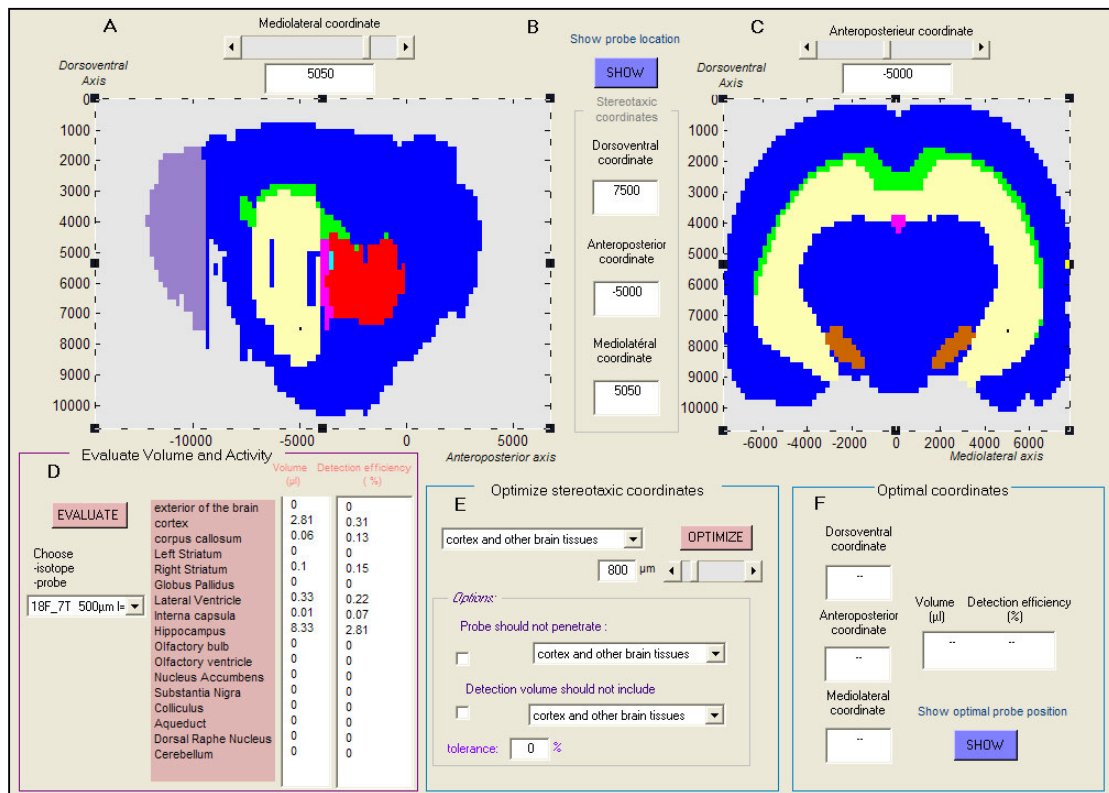 A
Mediolateral coordinate
5050
Dorsoventral
Axis
0
1000
2000
3000
4000
5000
6000
7000
8000
9000
10000
-10000
-5000
0
5000
Anteroposterior axis
B
Show probe location
SHOW
Stereotaxic
coordinates
Dorsoventral
coordinate
7500
Anteroposterior
coordinate
-5000
Mediolatéral
coordinate
5050
C
Anteroposterieur coordinate
-5000
Dorsoventral
Axis
0
1000
2000
3000
4000
5000
6000
7000
8000
9000
10000
-6000
-4000
-2000
0
2000
4000
6000
Mediolateral axis
Evaluate Volume and Activity
D
EVALUATE
Choose
-isotope
-probe
18F_7T 500µm l=
Volume Detection efficiency
(µl) (%)
exterior of the brain 0 0
cortex 2.81 0.31
corpus callosum 0.06 0.13
Left Striatum 0 0
Right Striatum 0.1 0.15
Globus Pallidus 0 0
Lateral Ventricle 0.33 0.22
Interna capsula 0.01 0.07
Hippocampus 8.33 2.81
Olfactory bulb 0 0
Olfactory ventricle 0 0
Nucleus Accumbens 0 0
Substantia Nigra 0 0
Colliculus 0 0
Aqueduct 0 0
Dorsal Raphe Nucleus 0 0
Cerebellum 0 0
Optimize stereotaxic coordinates
E
cortex and other brain tissues
OPTIMIZE
800 µm
Options:
Probe should not penetrate :
cortex and other brain tissues
Detection volume should not include
cortex and other brain tissues
tolerance: 0 %
Optimal coordinates
F
Dorsoventral
coordinate
--
Anteroposterior
coordinate
--
Mediolateral
coordinate
--
Volume Detection efficiency
(µl) (%)
-- --
Show optimal probe position
SHOW